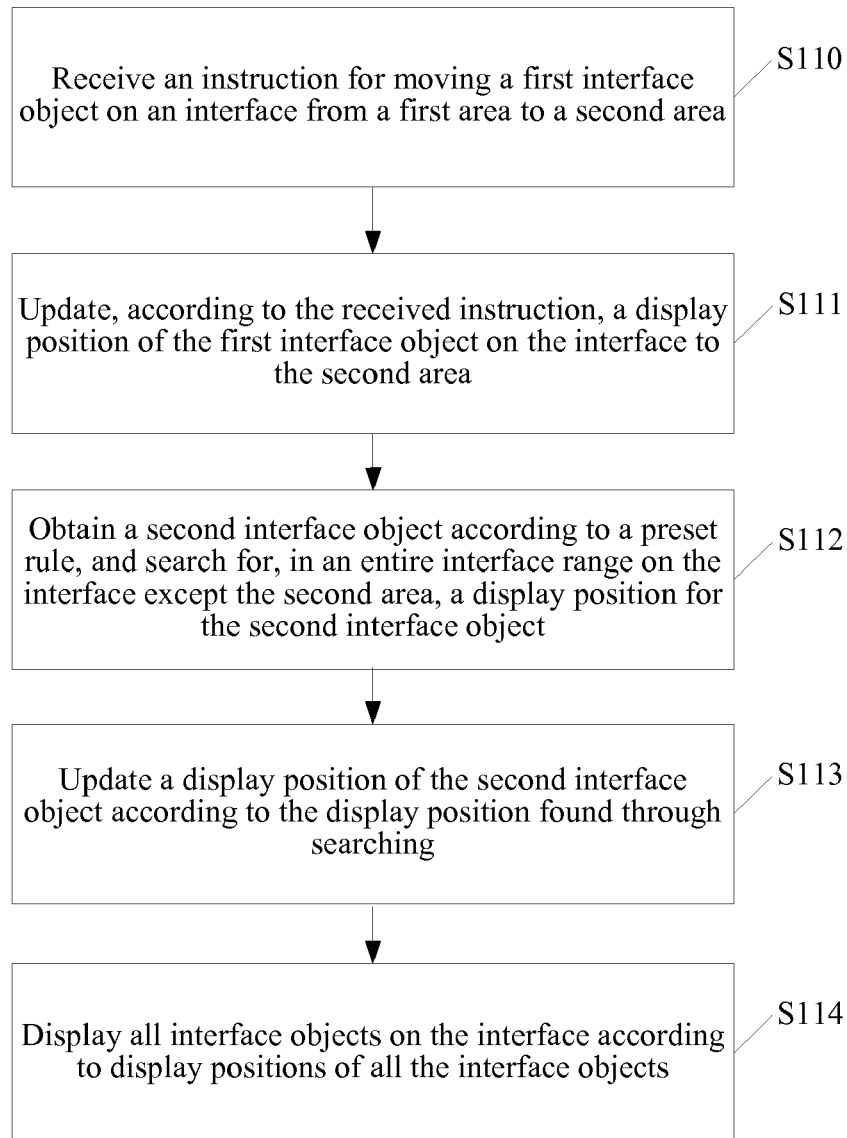 Receive an instruction for moving a first interface
object on an interface from a first area to a second area
S110
Update, according to the received instruction, a display
position of the first interface object on the interface to
the second area
S111
Obtain a second interface object according to a preset
rule, and search for, in an entire interface range on the
interface except the second area, a display position for
the second interface object
S112
Update a display position of the second interface
object according to the display position found through
searching
S113
Display all interface objects on the interface according
to display positions of all the interface objects
S114